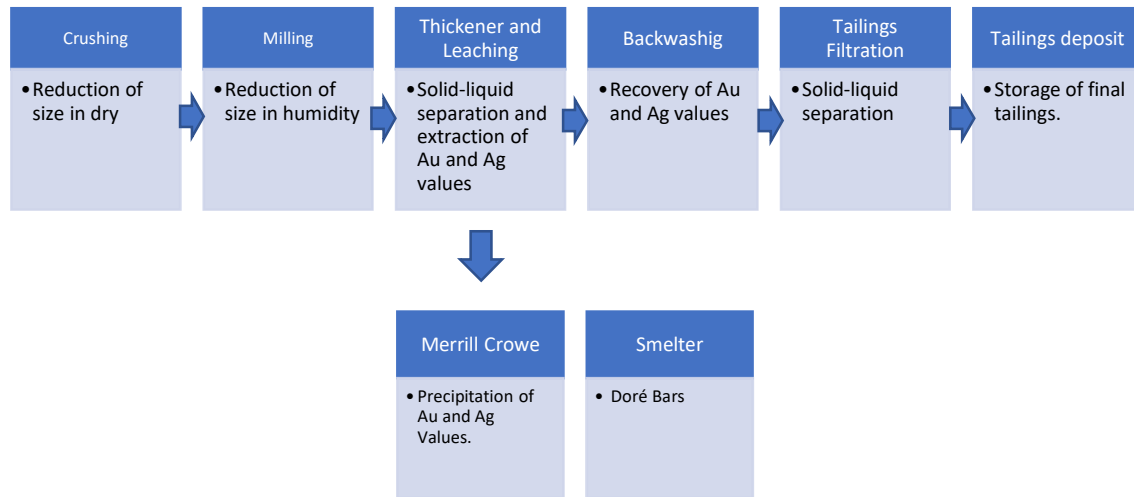 Crushing
•Reduction of
size in dry
Milling
•Reduction of
size in humidity
Thickener and
Leaching
•Solid-liquid
separation and
extraction of
Au and Ag
values
Backwashig
•Recovery of Au
and Ag values
Tailings
Filtration
•Solid-liquid
separation
Tailings deposit
•Storage of final
tailings.
Merrill Crowe
•Precipitation of
Au and Ag
Values.
Smelter
• Doré Bars